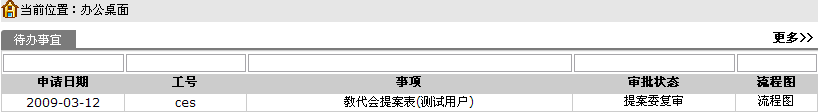 当前位置：办公桌面
待办事宜 更多>>
申请日期 工号 事项 审批状态 流程图
2009-03-12 ces 教代会提案表(测试用户) 提案委复审 流程图